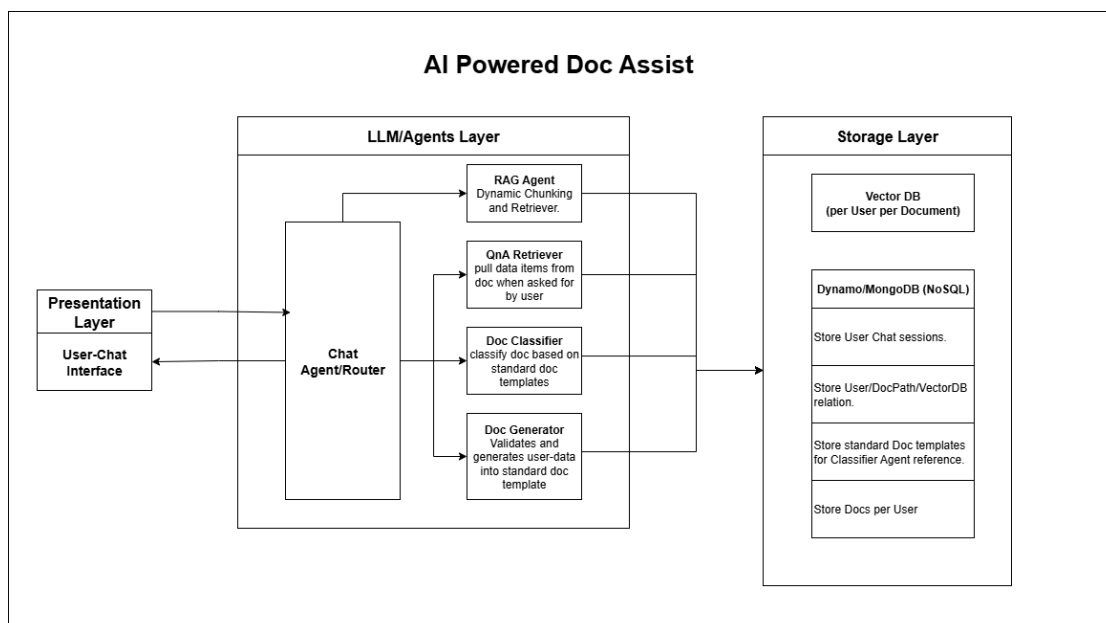 AI Powered Doc Assist
LLM/Agents Layer
Storage Layer
RAG Agent
Dynamic Chunking
and Retriever.
Vector DB
(per User per Document)
QnA Retriever
pull data items from
doc when asked for
by user
Presentation
Layer
User-Chat
Interface
Chat
Agent/Router
Doc Classifier
classify doc based on
standard doc
templates
Doc Generator
Validates and
generates user-data
into standard doc
template
Dynamo/MongoDB (NoSQL)
Store User Chat sessions.
Store User/DocPath/VectorDB
relation.
Store standard Doc templates
for Classifier Agent reference.
Store Docs per User